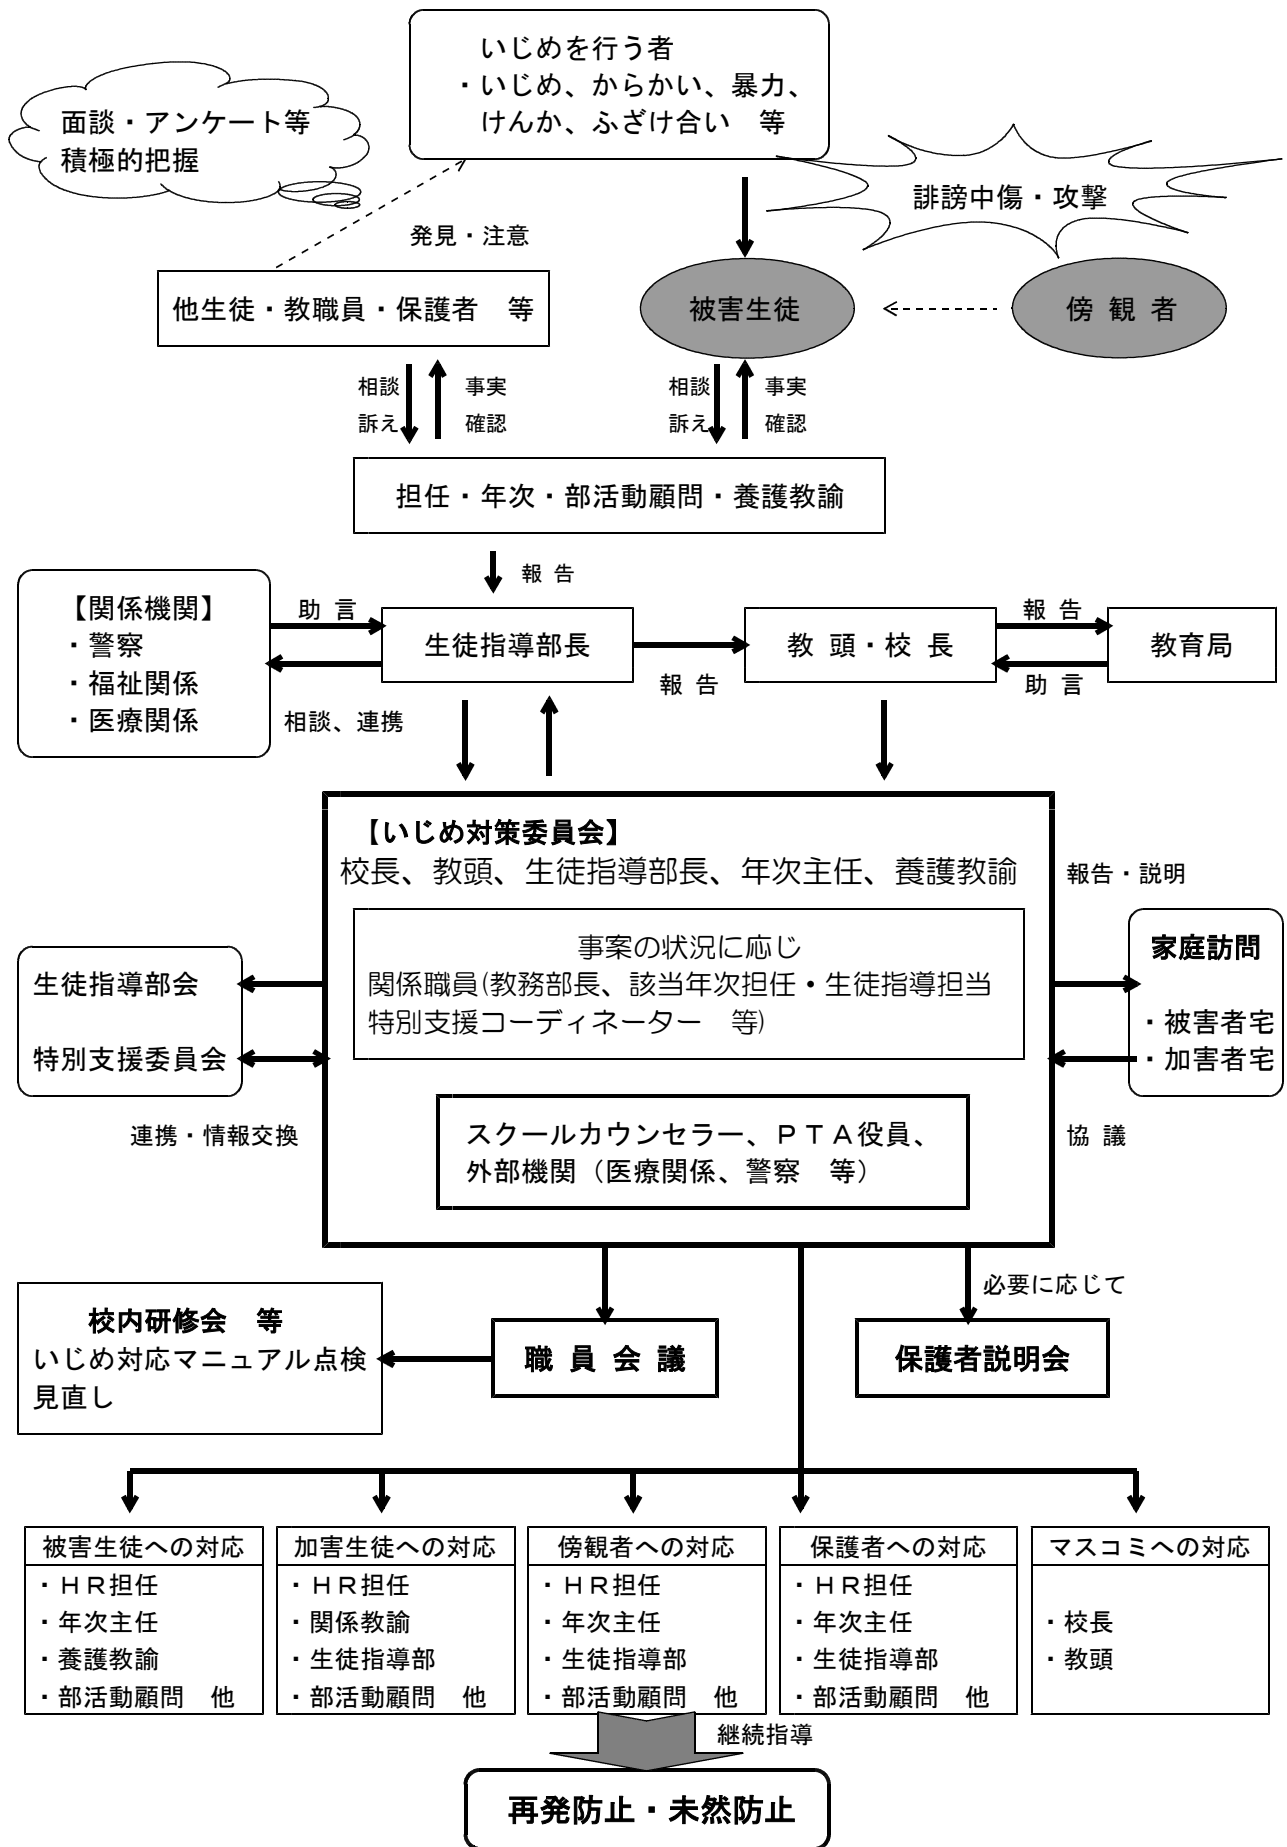 いじめを行う者
・いじめ、からかい、暴力、
けんか、ふざけ合い　等
面談・アンケート等
積極的把握
誹謗中傷・攻撃
発見・注意
他生徒・教職員・保護者　等
被害生徒
傍 観 者
相談
訴え
事実
確認
相談
訴え
事実
確認
担任・年次・部活動顧問・養護教諭
報 告
【関係機関】
・警察
・福祉関係
・医療関係
助 言
相談、連携
生徒指導部長
報 告
教 頭・校 長
報 告
助 言
教育局
【いじめ対策委員会】
校長、教頭、生徒指導部長、年次主任、養護教諭
事案の状況に応じ
関係職員(教務部長、該当年次担任・生徒指導担当
特別支援コーディネーター　等)
スクールカウンセラー、ＰＴＡ役員、
外部機関（医療関係、警察　等）
生徒指導部会
特別支援委員会
連携・情報交換
報告・説明
家庭訪問
・被害者宅
・加害者宅
協 議
必要に応じて
校内研修会　等
いじめ対応マニュアル点検
見直し
職 員 会 議
保護者説明会
被害生徒への対応
・ＨＲ担任
・年次主任
・養護教諭
・部活動顧問　他
加害生徒への対応
・ＨＲ担任
・関係教諭
・生徒指導部
・部活動顧問　他
傍観者への対応
・ＨＲ担任
・年次主任
・生徒指導部
・部活動顧問　他
保護者への対応
・ＨＲ担任
・年次主任
・生徒指導部
・部活動顧問　他
マスコミへの対応
・校長
・教頭
継続指導
再発防止・未然防止